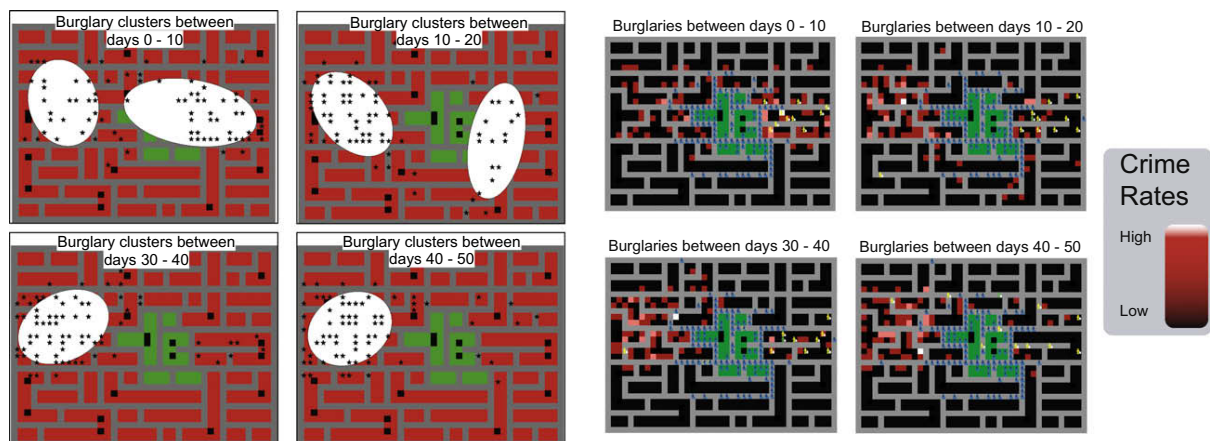 Burglary clusters between
days 0 - 10
Burglary clusters between
days 10 - 20
Burglaries between days 0 - 10
Burglaries between days 10 - 20
Burglary clusters between
days 30 - 40
Burglary clusters between
days 40 - 50
Burglaries between days 30 - 40
Burglaries between days 40 - 50
Crime
Rates
High
Low